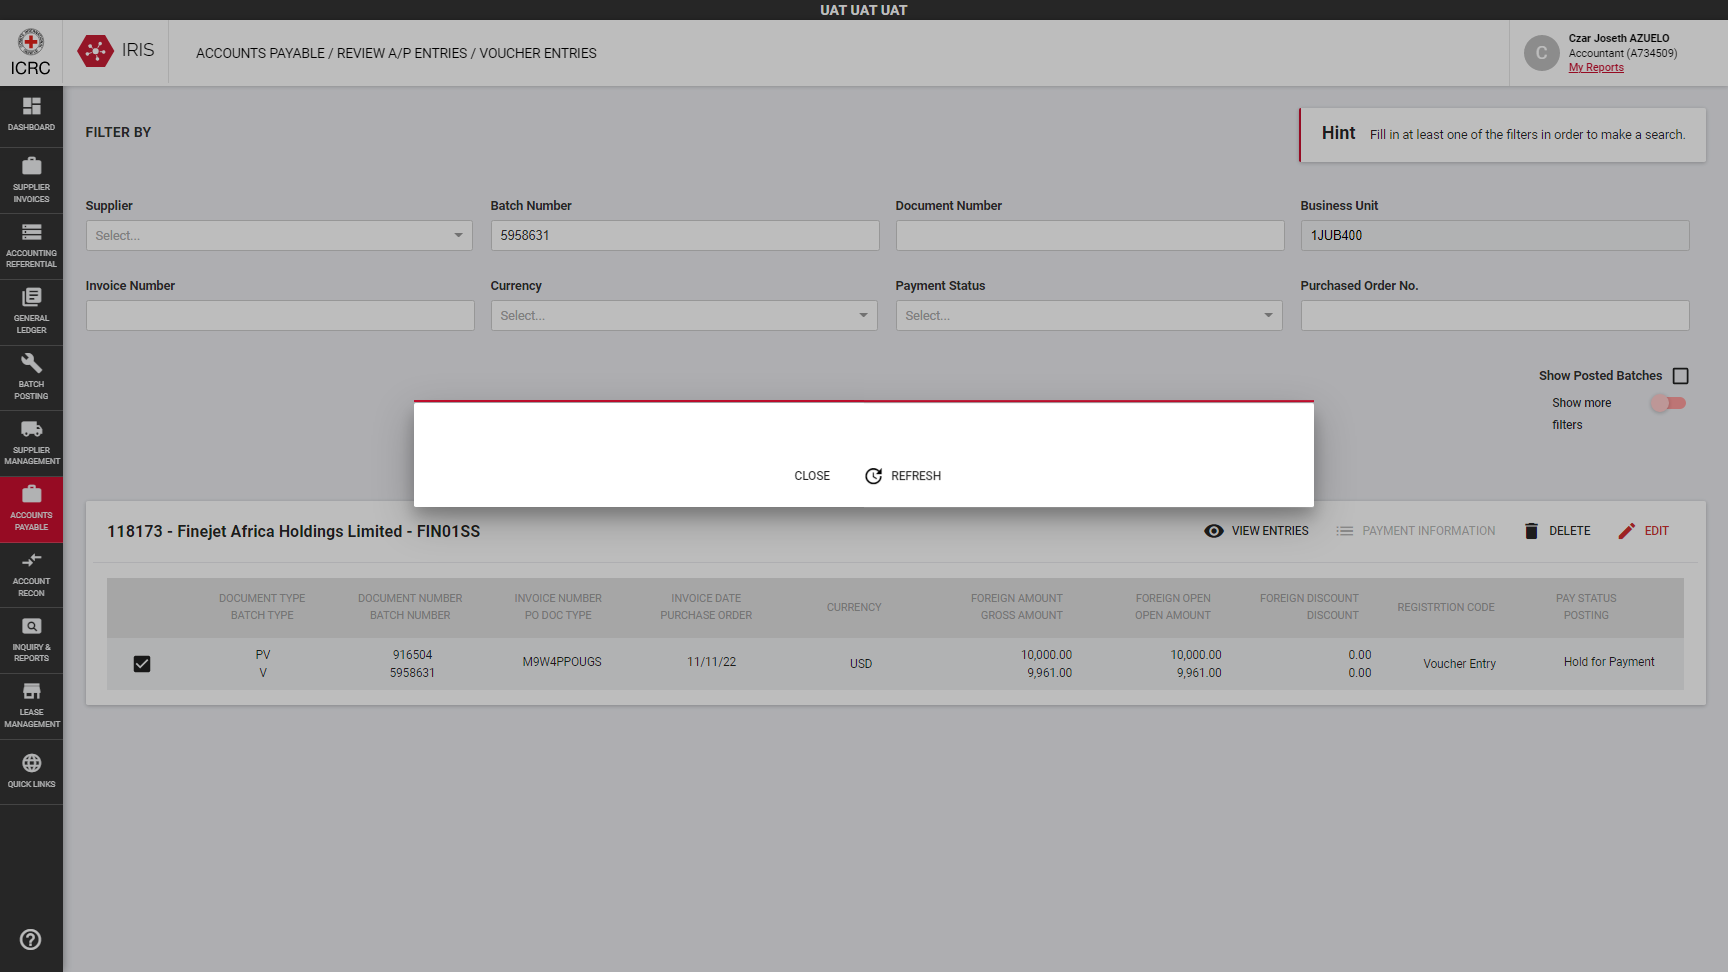 UAT UAT UAT
ICRC
IRIS
ACCOUNTS PAYABLE / REVIEW A/P ENTRIES / VOUCHER ENTRIES
C
Czar Joseth AZUELO
Accountant (A734509)
My Reports
DASHBOARD
SUPPLIER
INVOICES
ACCOUNTING
REFERENTIAL
GENERAL
LEDGER
BATCH
POSTING
SUPPLIER
MANAGEMENT
ACCOUNTS
PAYABLE
ACCOUNT
RECON
INQUIRY &
REPORTS
LEASE
MANAGEMENT
QUICK LINKS
FILTER BY
Hint Fill in at least one of the filters in order to make a search.
Supplier
Select...
Batch Number
5958631
Document Number
Business Unit
1JUB400
Invoice Number
Currency
Select...
Payment Status
Select...
Purchased Order No.
Show Posted Batches
Show more
filters
CLOSE REFRESH
118173 - Finejet Africa Holdings Limited - FIN01SS
VIEW ENTRIES PAYMENT INFORMATION DELETE EDIT
DOCUMENT TYPE DOCUMENT NUMBER INVOICE NUMBER INVOICE DATE CURRENCY FOREIGN AMOUNT FOREIGN OPEN FOREIGN DISCOUNT REGISTRTION CODE PAY STATUS
BATCH TYPE BATCH NUMBER PO DOC TYPE PURCHASE ORDER GROSS AMOUNT OPEN AMOUNT DISCOUNT POSTING
PV 916504 M9W4PPOUGS 11/11/22 USD 10,000.00 10,000.00 0.00 Voucher Entry Hold for Payment
V 5958631 9,961.00 9,961.00 0.00